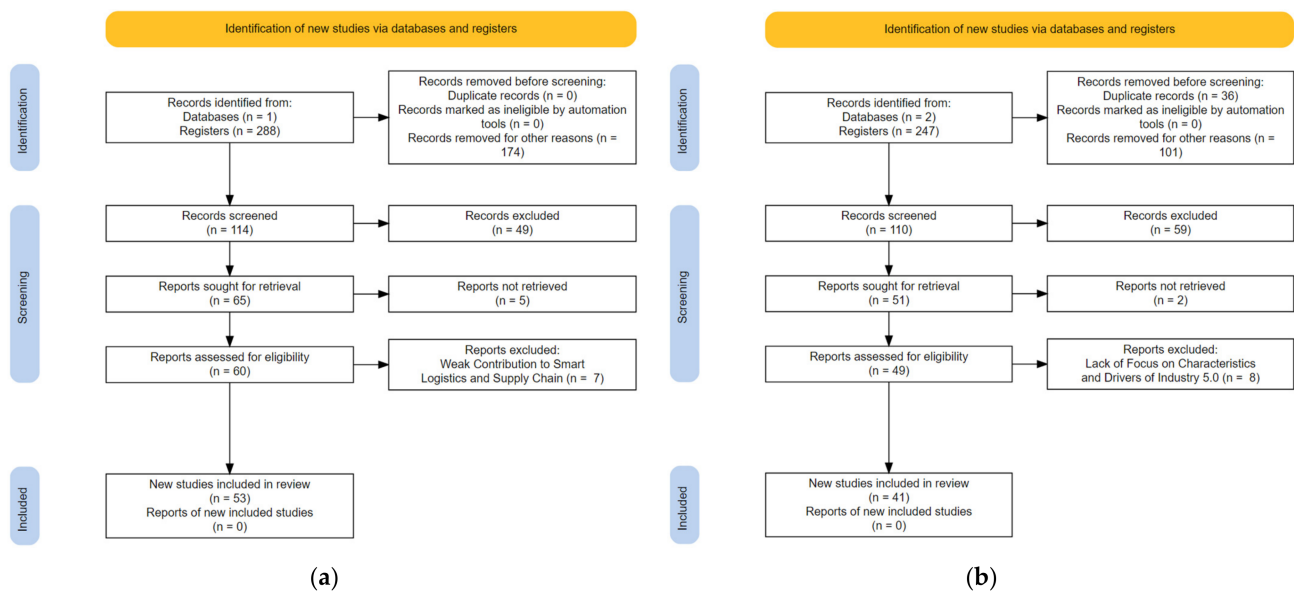 Identification of new studies via databases and registers
Identification
Records identified from:
Databases (n = 1)
Registers (n = 288)
Records removed before screening:
Duplicate records (n = 0)
Records marked as ineligible by automation
tools (n = 0)
Records removed for other reasons (n =
174)
Screening
Records screened
(n = 114)
Records excluded
(n = 49)
Reports sought for retrieval
(n = 65)
Reports not retrieved
(n = 5)
Reports assessed for eligibility
(n = 60)
Reports excluded:
Weak Contribution to Smart
Logistics and Supply Chain (n = 7)
Included
New studies included in review
(n = 53)
Reports of new included studies
(n = 0)
(a)
Identification of new studies via databases and registers
Identification
Records identified from:
Databases (n = 2)
Registers (n = 247)
Records removed before screening:
Duplicate records (n = 36)
Records marked as ineligible by automation
tools (n = 0)
Records removed for other reasons (n =
101)
Screening
Records screened
(n = 110)
Records excluded
(n = 59)
Reports sought for retrieval
(n = 51)
Reports not retrieved
(n = 2)
Reports assessed for eligibility
(n = 49)
Reports excluded:
Lack of Focus on Characteristics
and Drivers of Industry 5.0 (n = 8)
Included
New studies included in review
(n = 41)
Reports of new included studies
(n = 0)
(b)